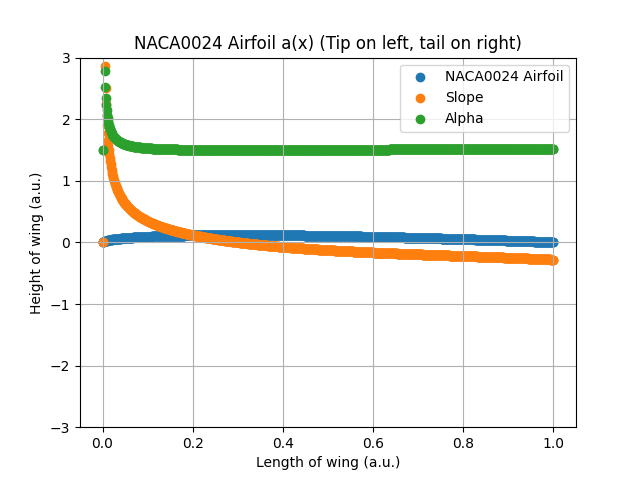 NACA0024 Airfoil a(x) (Tip on left, tail on right)
NACA0024 Airfoil
Slope
Alpha
Height of wing (a.u.)
3
2
1
0
−1
−2
−3
0.0 0.2 0.4 0.6 0.8 1.0
Length of wing (a.u.)